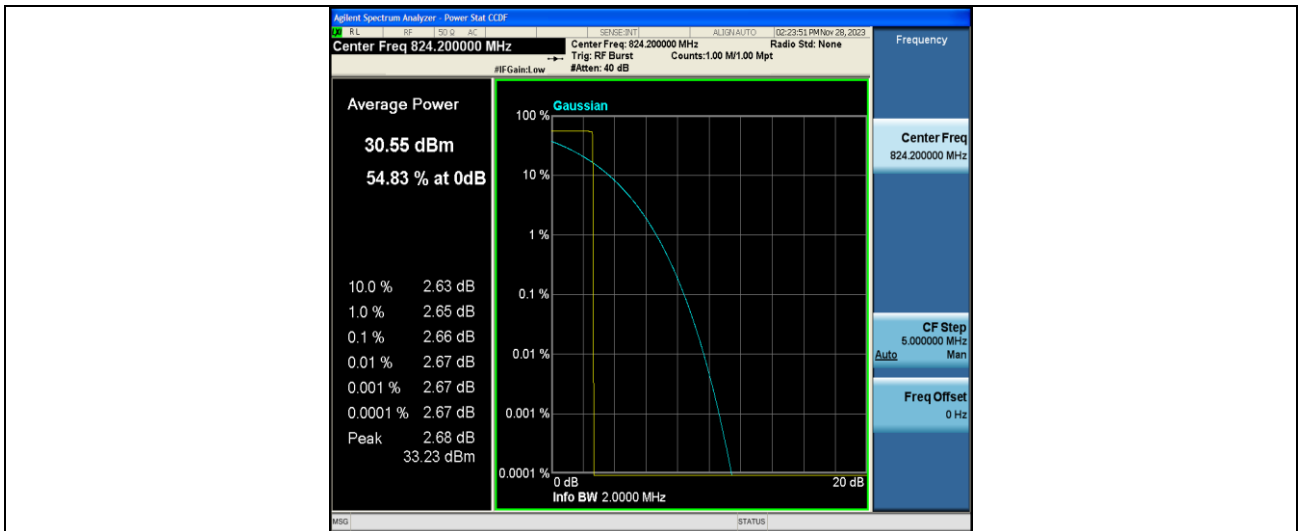 Agilent Spectrum Analyzer - Power Stat CCDF
RL RF 50 Ω AC SENSE:INT ALIGN AUTO 02:23:51 PM Nov 28, 2023
Center Freq 824.200000 MHz
Center Freq: 824.200000 MHz Radio Std: None
Trig: RF Burst Counts:1.00 M/1.00 Mpt
#IFGain:Low #Atten: 40 dB
Frequency
Average Power
30.55 dBm
54.83 % at 0dB
10.0 % 2.63 dB
1.0 % 2.65 dB
0.1 % 2.66 dB
0.01 % 2.67 dB
0.001 % 2.67 dB
0.0001 % 2.67 dB
Peak 2.68 dB
33.23 dBm
Gaussian
100 %
10 %
1 %
0.1 %
0.01 %
0.001 %
0.0001 %
0 dB 20 dB
Info BW 2.0000 MHz
Center Freq
824.200000 MHz
CF Step
5.000000 MHz
Auto Man
Freq Offset
0 Hz
MSG STATUS